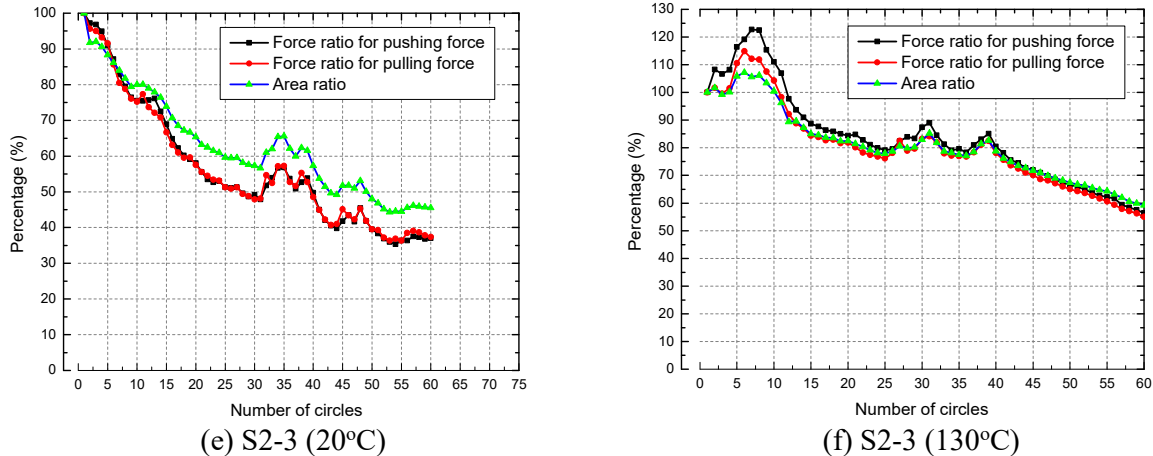 100
90
80
70
60
50
40
30
20
10
0
Percentage (%)
Force ratio for pushing force
Force ratio for pulling force
Area ratio
0 5 10 15 20 25 30 35 40 45 50 55 60 65 70 75
Number of circles
(e) S2-3 (20°C)
130
120
110
100
90
80
70
60
50
40
30
20
10
0
Percentage (%)
Force ratio for pushing force
Force ratio for pulling force
Area ratio
0 5 10 15 20 25 30 35 40 45 50 55 60
Number of circles
(f) S2-3 (130°C)